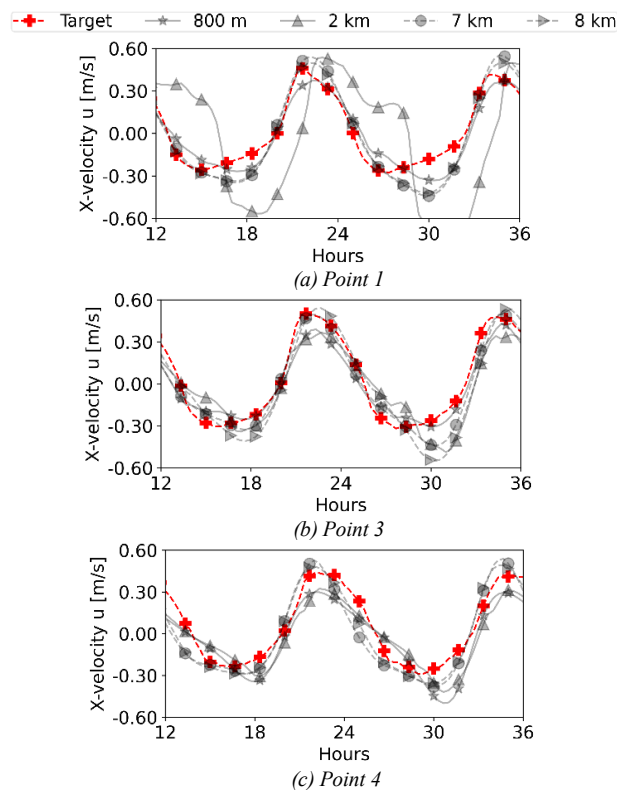 Target 800 m 2 km 7 km 8 km
X-velocity u [m/s]
0.60
0.30
0.00
-0.30
-0.60
12 18 24 30 36
Hours
(a) Point 1
X-velocity u [m/s]
0.60
0.30
0.00
-0.30
-0.60
12 18 24 30 36
Hours
(b) Point 3
X-velocity u [m/s]
0.60
0.30
0.00
-0.30
-0.60
12 18 24 30 36
Hours
(c) Point 4